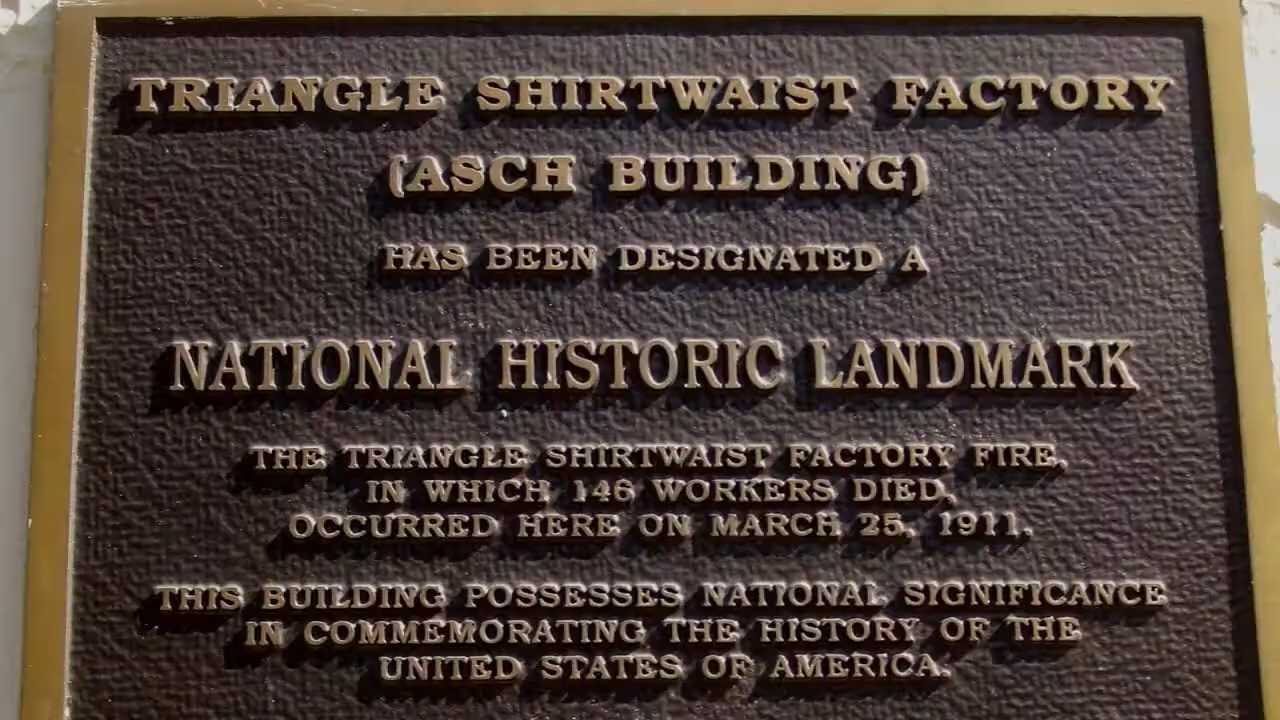 TRIANGLE SHIRTWAIST FACTORY
(ASCH BUILDING)
HAS BEEN DESIGNATED A
NATIONAL HISTORIC LANDMARK
THE TRIANGLE SHIRTWAIST FACTORY FIRE,
IN WHICH 146 WORKERS DIED,
OCCURRED HERE ON MARCH 25, 1911.
THIS BUILDING POSSESSES NATIONAL SIGNIFICANCE
IN COMMEMORATING THE HISTORY OF THE
UNITED STATES OF AMERICA.